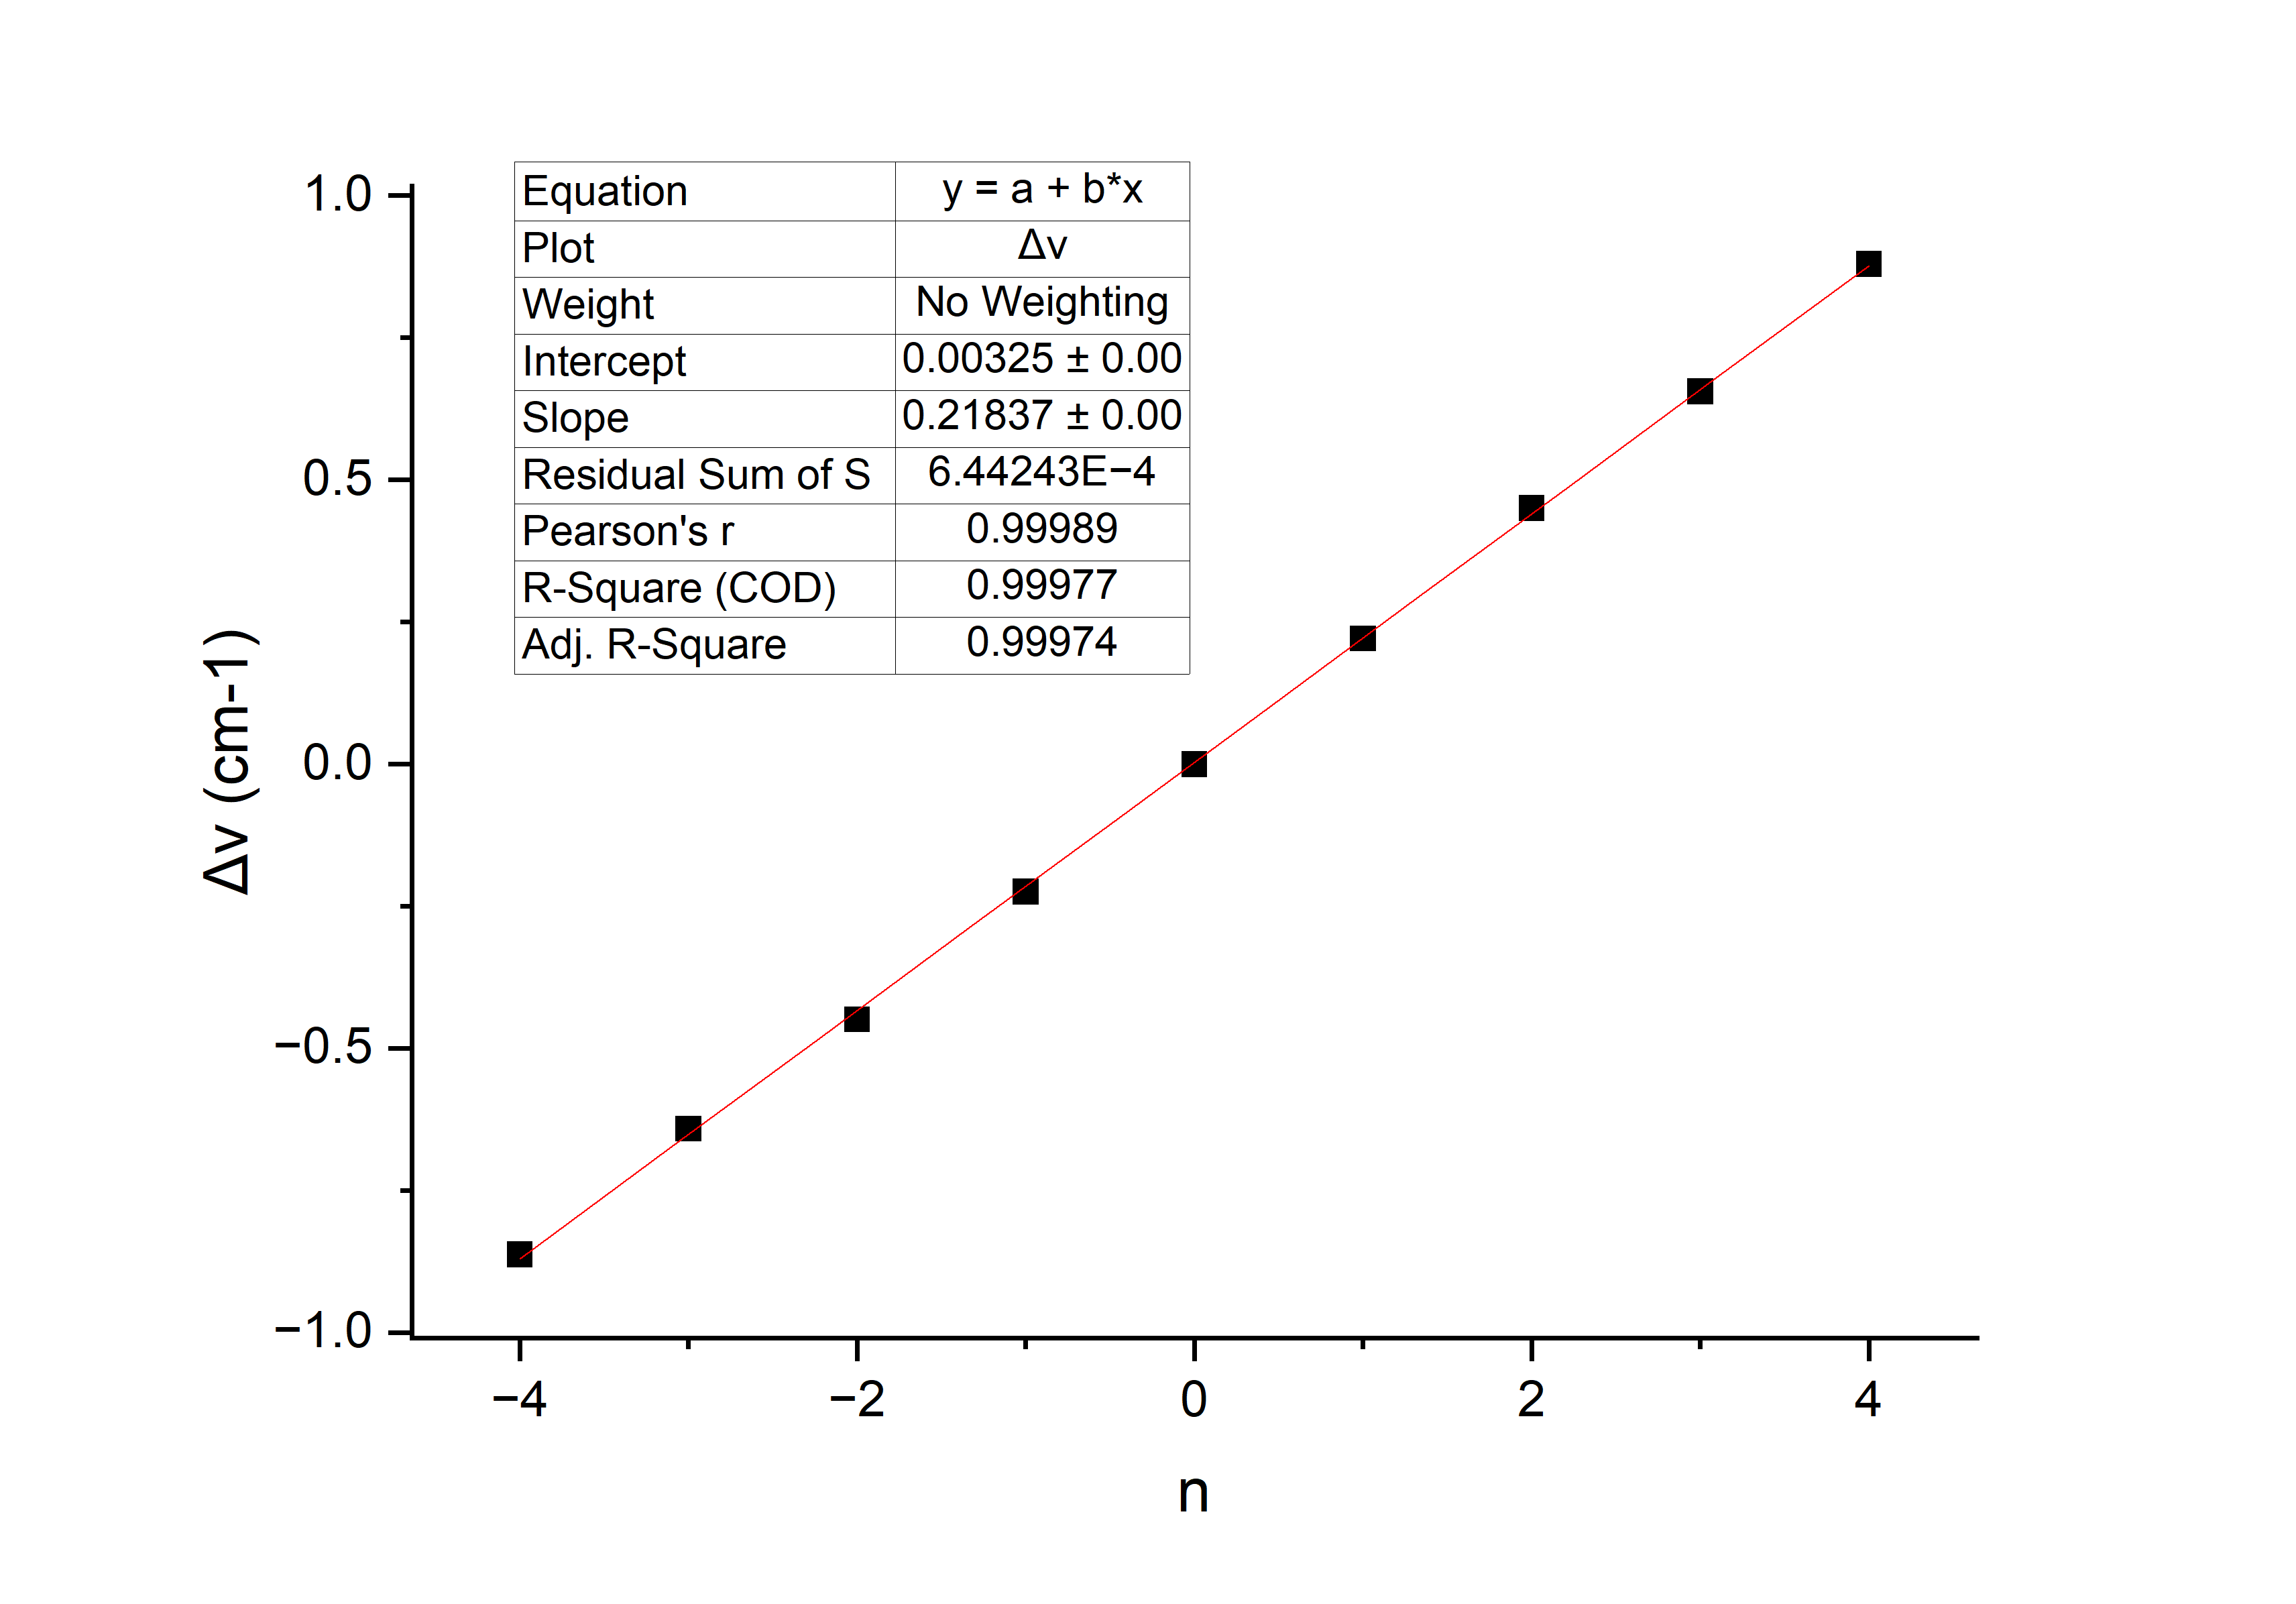 1.0
0.5
0.0
−0.5
−1.0
Δv (cm-1)
Equation y = a + b*x
Plot Δv
Weight No Weighting
Intercept 0.00325 ± 0.00
Slope 0.21837 ± 0.00
Residual Sum of S 6.44243E−4
Pearson's r 0.99989
R-Square (COD) 0.99977
Adj. R-Square 0.99974
−4 −2 0 2 4
n